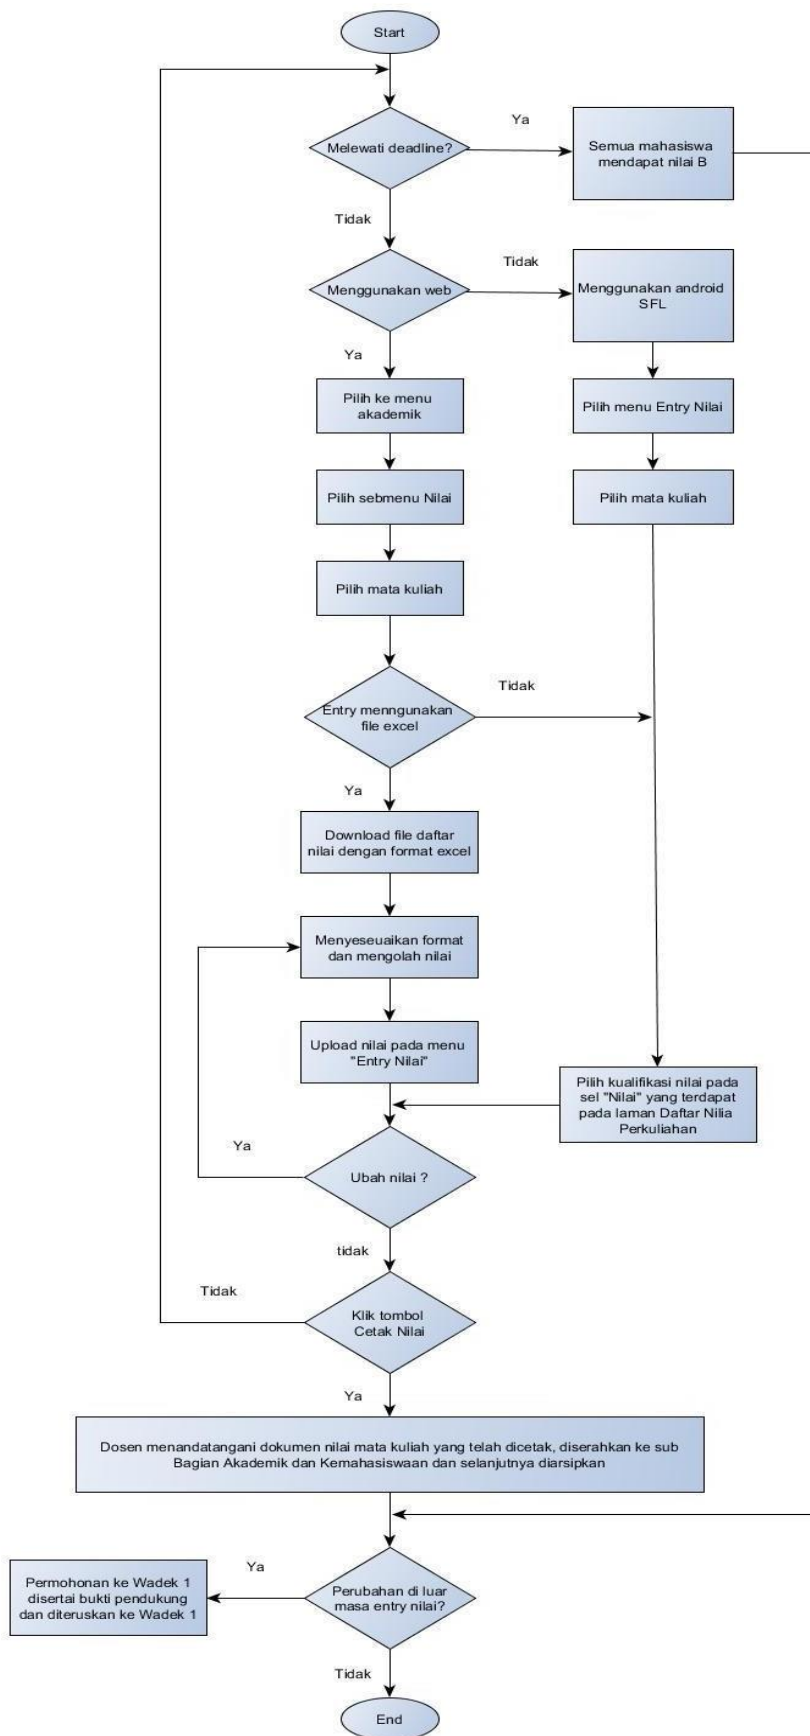 Start
Melewati deadline?
Ya
Semua mahasiswa
mendapat nilai B
Tidak
Menggunakan web
Tidak
Menggunakan android
SFL
Ya
Pilih ke menu
akademik
Pilih menu Entry Nilai
Pilih sebmenu Nilai
Pilih mata kuliah
Pilih mata kuliah
Entry menngunakan
file excel
Tidak
Ya
Download file daftar
nilai dengan format excel
Menyeseuaikan format
dan mengolah nilai
Upload nilai pada menu
"Entry Nilai"
Pilih kualifikasi nilai pada
sel "Nilai" yang terdapat
pada laman Daftar Nilia
Perkuliahan
Ya
Ubah nilai ?
tidak
Tidak
Klik tombol
Cetak Nilai
Ya
Dosen menandatangani dokumen nilai mata kuliah yang telah dicetak, diserahkan ke sub
Bagian Akademik dan Kemahasiswaan dan selanjutnya diarsipkan
Ya
Permohonan ke Wadek 1
disertai bukti pendukung
dan diteruskan ke Wadek 1
Perubahan di luar
masa entry nilai?
Tidak
End